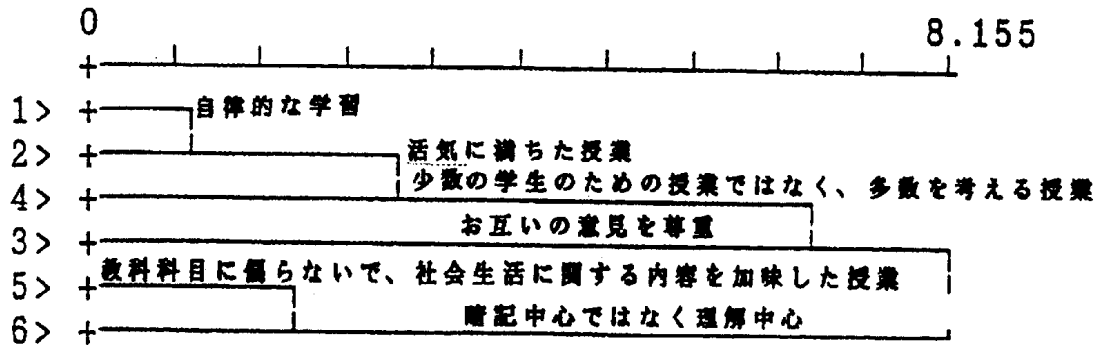 0
8.155
1> 自律的な学習
2> 活気に満ちた授業
4> 少数の学生のための授業ではなく、多数を考える授業
3> お互いの意見を尊重
5> 教科科目に偏らないで、社会生活に関する内容を加味した授業
6> 暗記中心ではなく理解中心